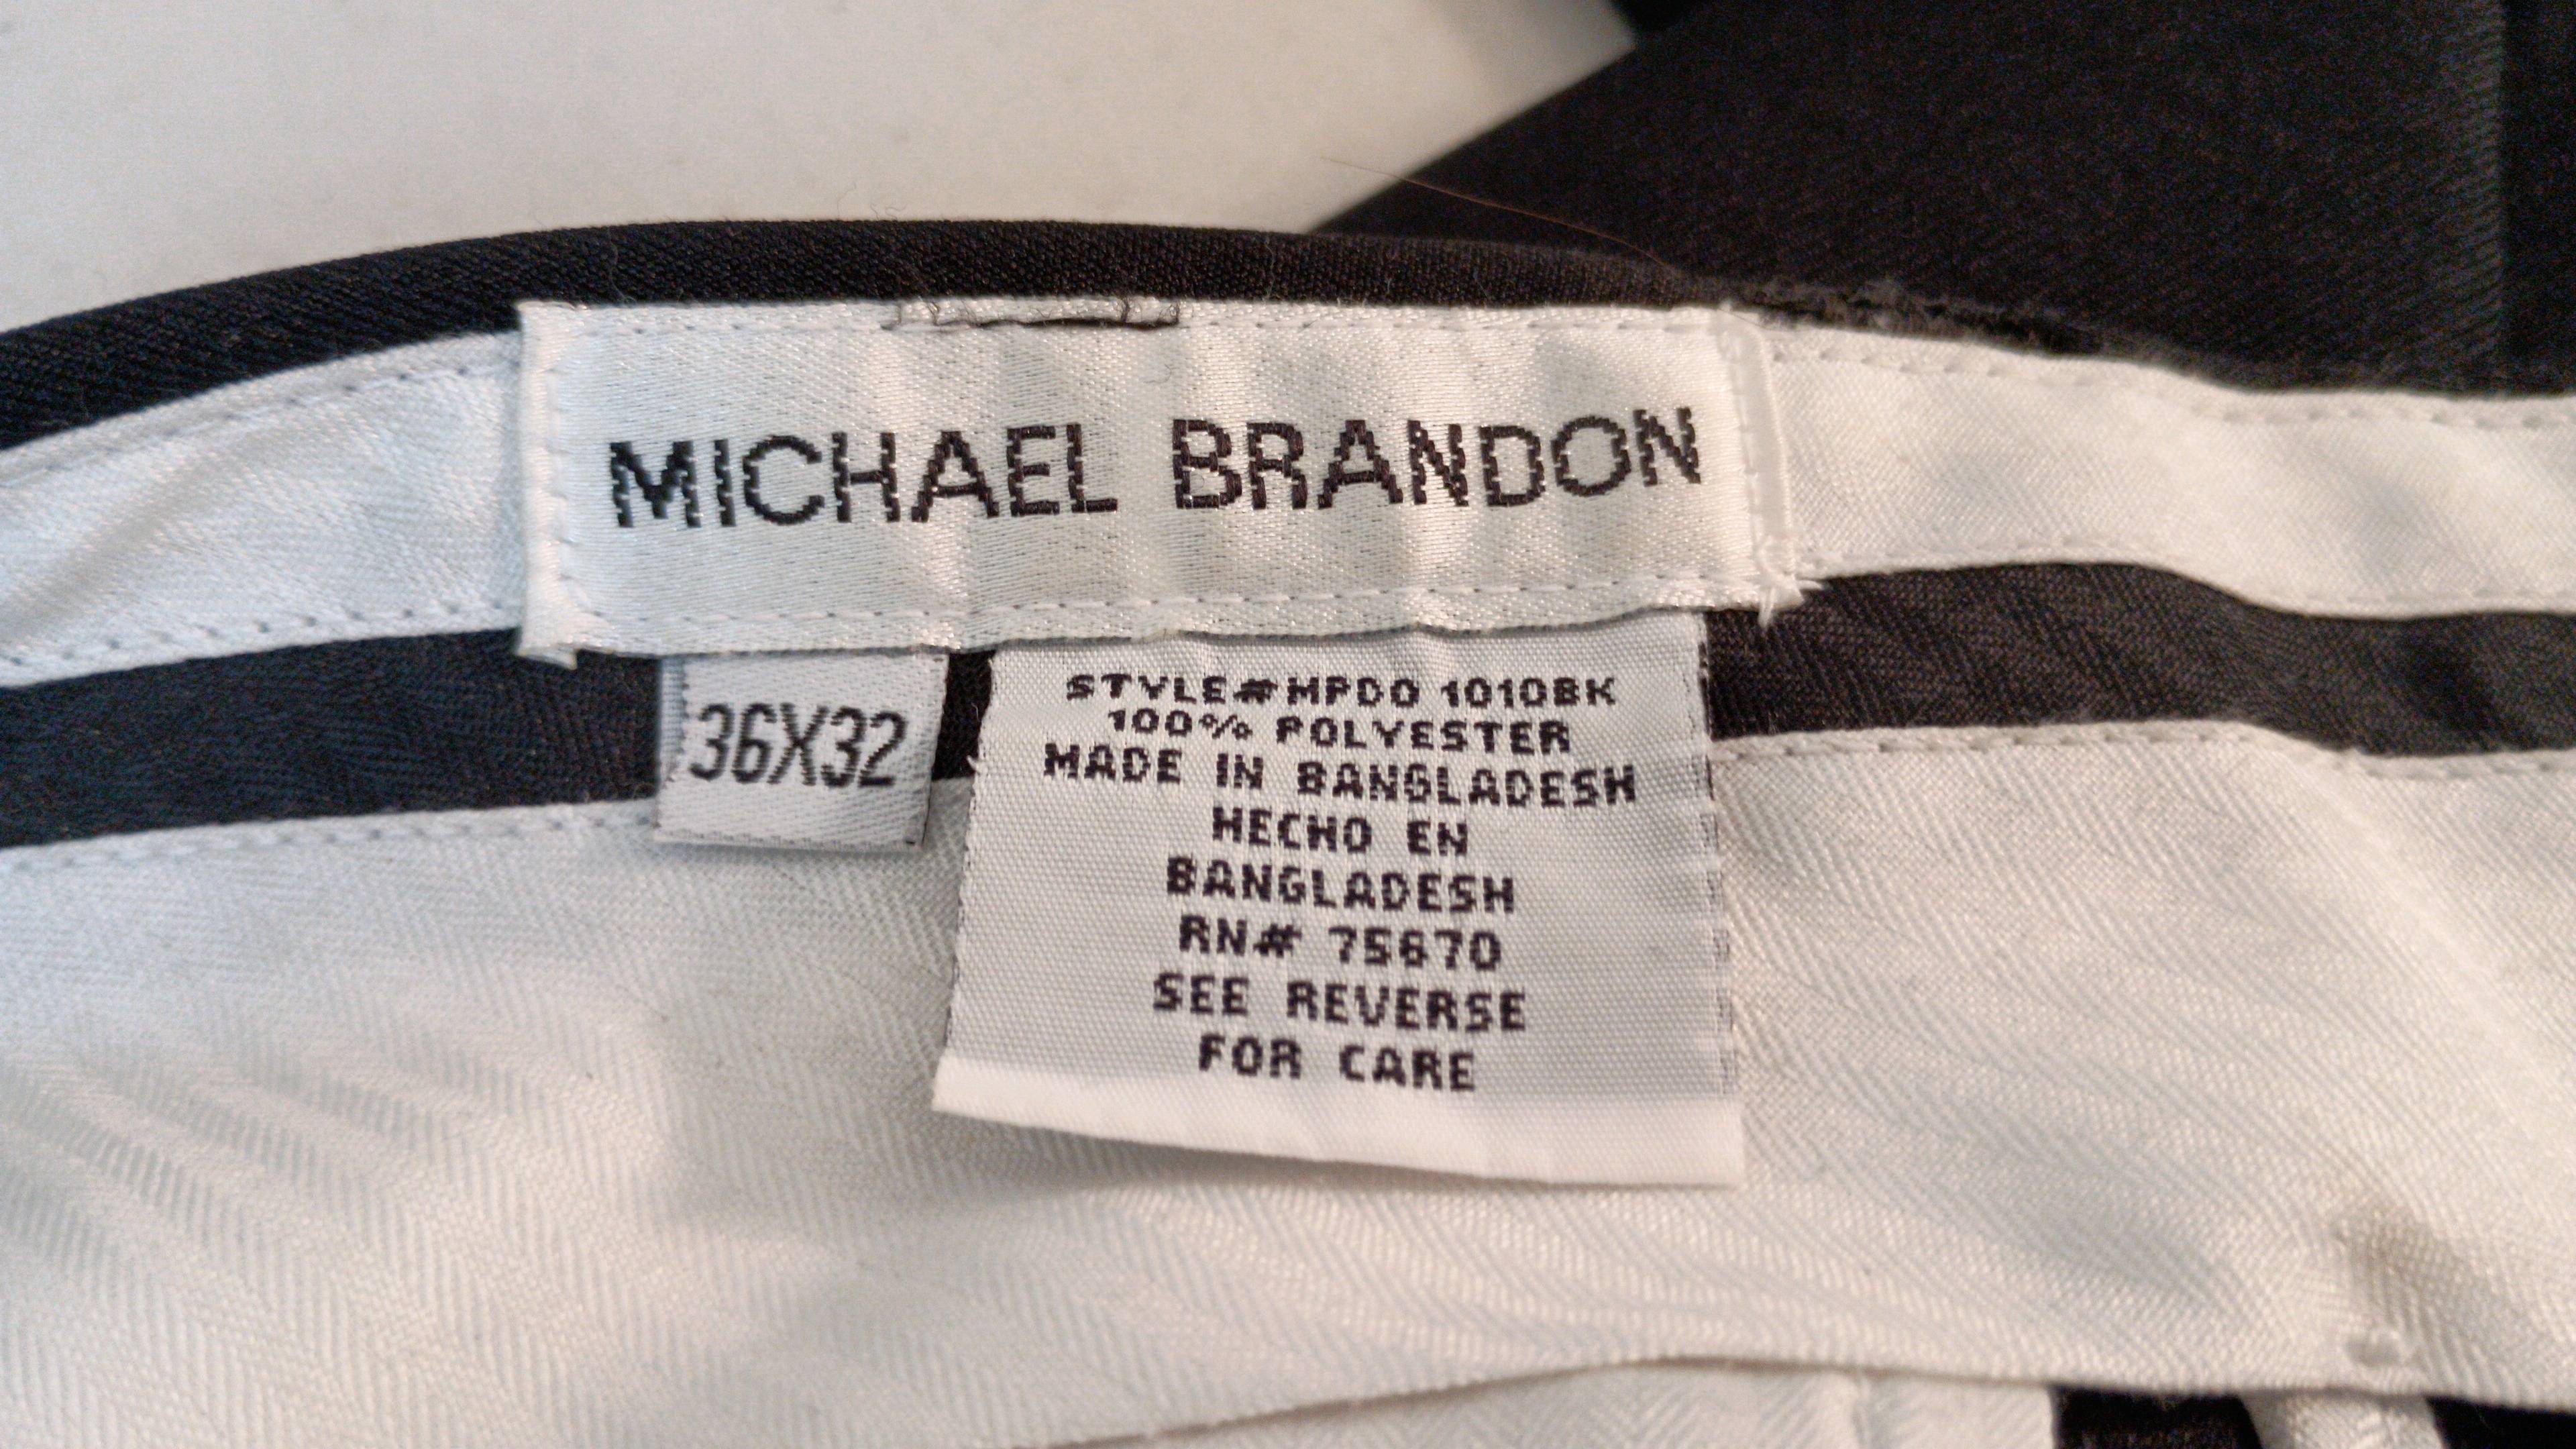 MICHAEL BRANDON
36X32
STYLE#MPDO 1010BK
100% POLYESTER
MADE IN BANGLADESH
HECHO EN
BANGLADESH
RN# 75670
SEE REVERSE
FOR CARE